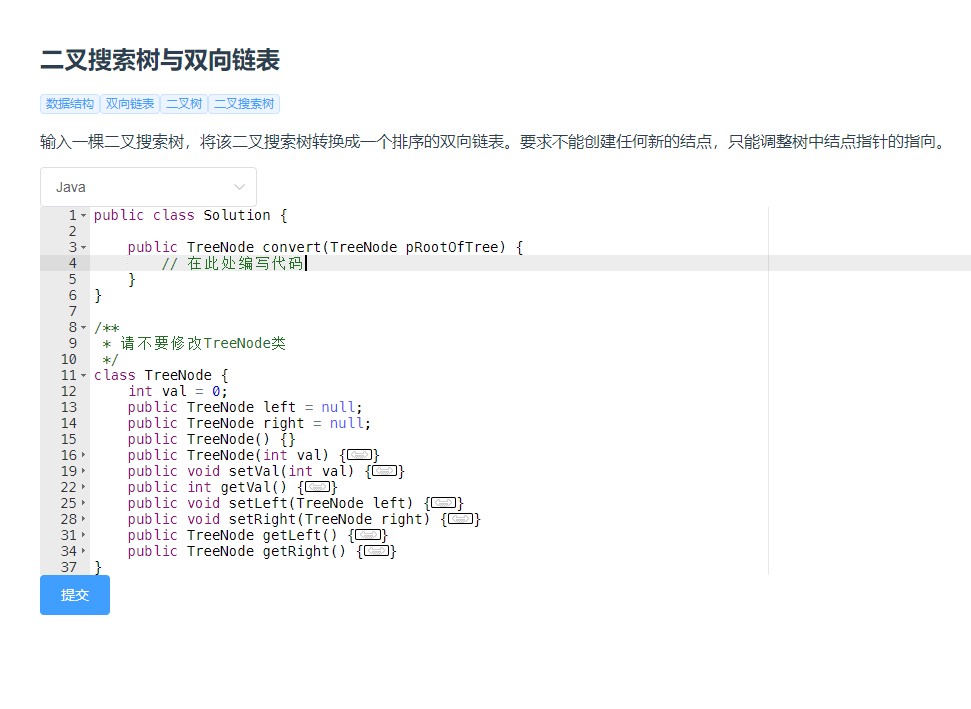 二叉搜索树与双向链表
数据结构 双向链表 二叉树 二叉搜索树
输入一棵二叉搜索树，将该二叉搜索树转换成一个排序的双向链表。要求不能创建任何新的结点，只能调整树中结点指针的指向。
Java
1 public class Solution {
2
3     public TreeNode convert(TreeNode pRootOfTree) {
4         // 在此处编写代码
5     }
6 }
7
8 /**
9  * 请不要修改TreeNode类
10  */
11 class TreeNode {
12     int val = 0;
13     public TreeNode left = null;
14     public TreeNode right = null;
15     public TreeNode() {}
16     public TreeNode(int val) {}
19     public void setVal(int val) {}
22     public int getVal() {}
25     public void setLeft(TreeNode left) {}
28     public void setRight(TreeNode right) {}
31     public TreeNode getLeft() {}
34     public TreeNode getRight() {}
37 }
提交